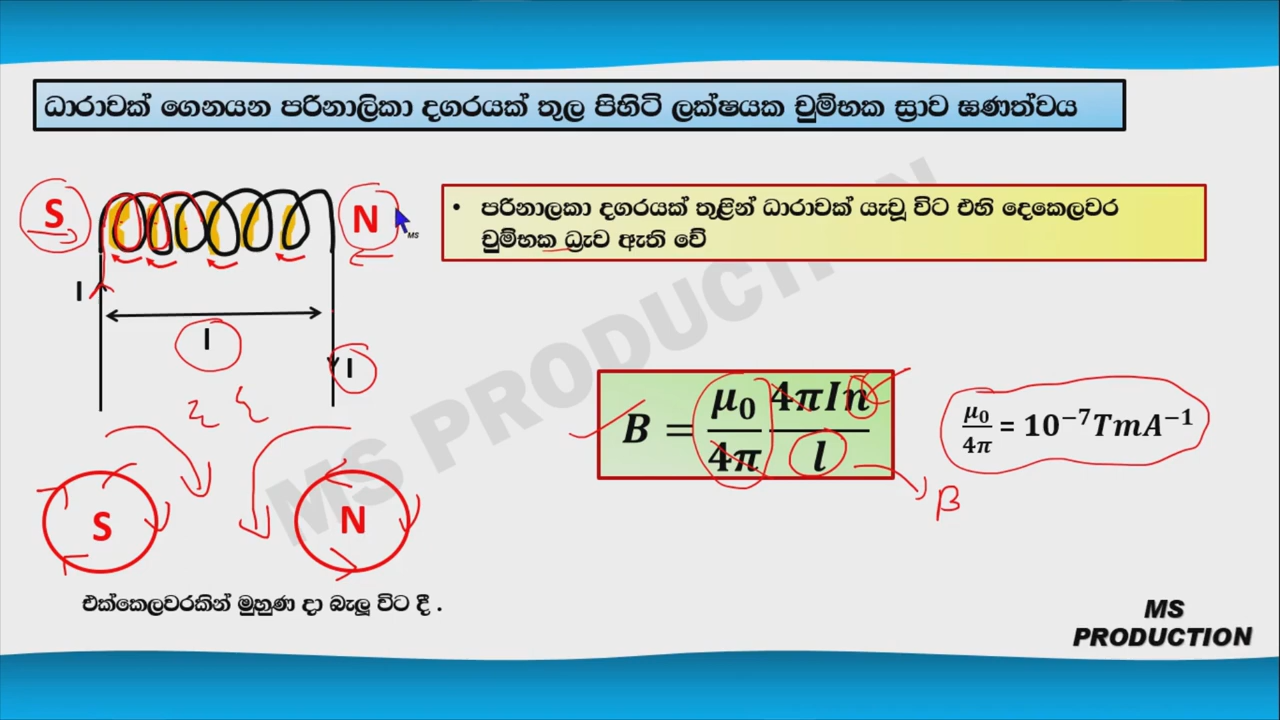 ධාරාවක් ගෙනයන පරිනාලිකා දගරයක් තුල පිහිටි ලක්ෂයක චුම්භක ස්‍රාව ඝණත්වය
S
N
• පරිනාලකා දගරයක් තුළින් ධාරාවක් යැවූ විට එහි දෙකෙලවර
චුම්භක ධ්‍රැව ඇති වේ
MS
I
l
I
B = μ₀/4π 4πIn/l
μ₀/4π = 10⁻⁷TmA⁻¹
β
S
N
එක්කෙලවරකින් මුහුණ දා බැලූ විට දී .
MS PRODUCTION
MS
PRODUCTION